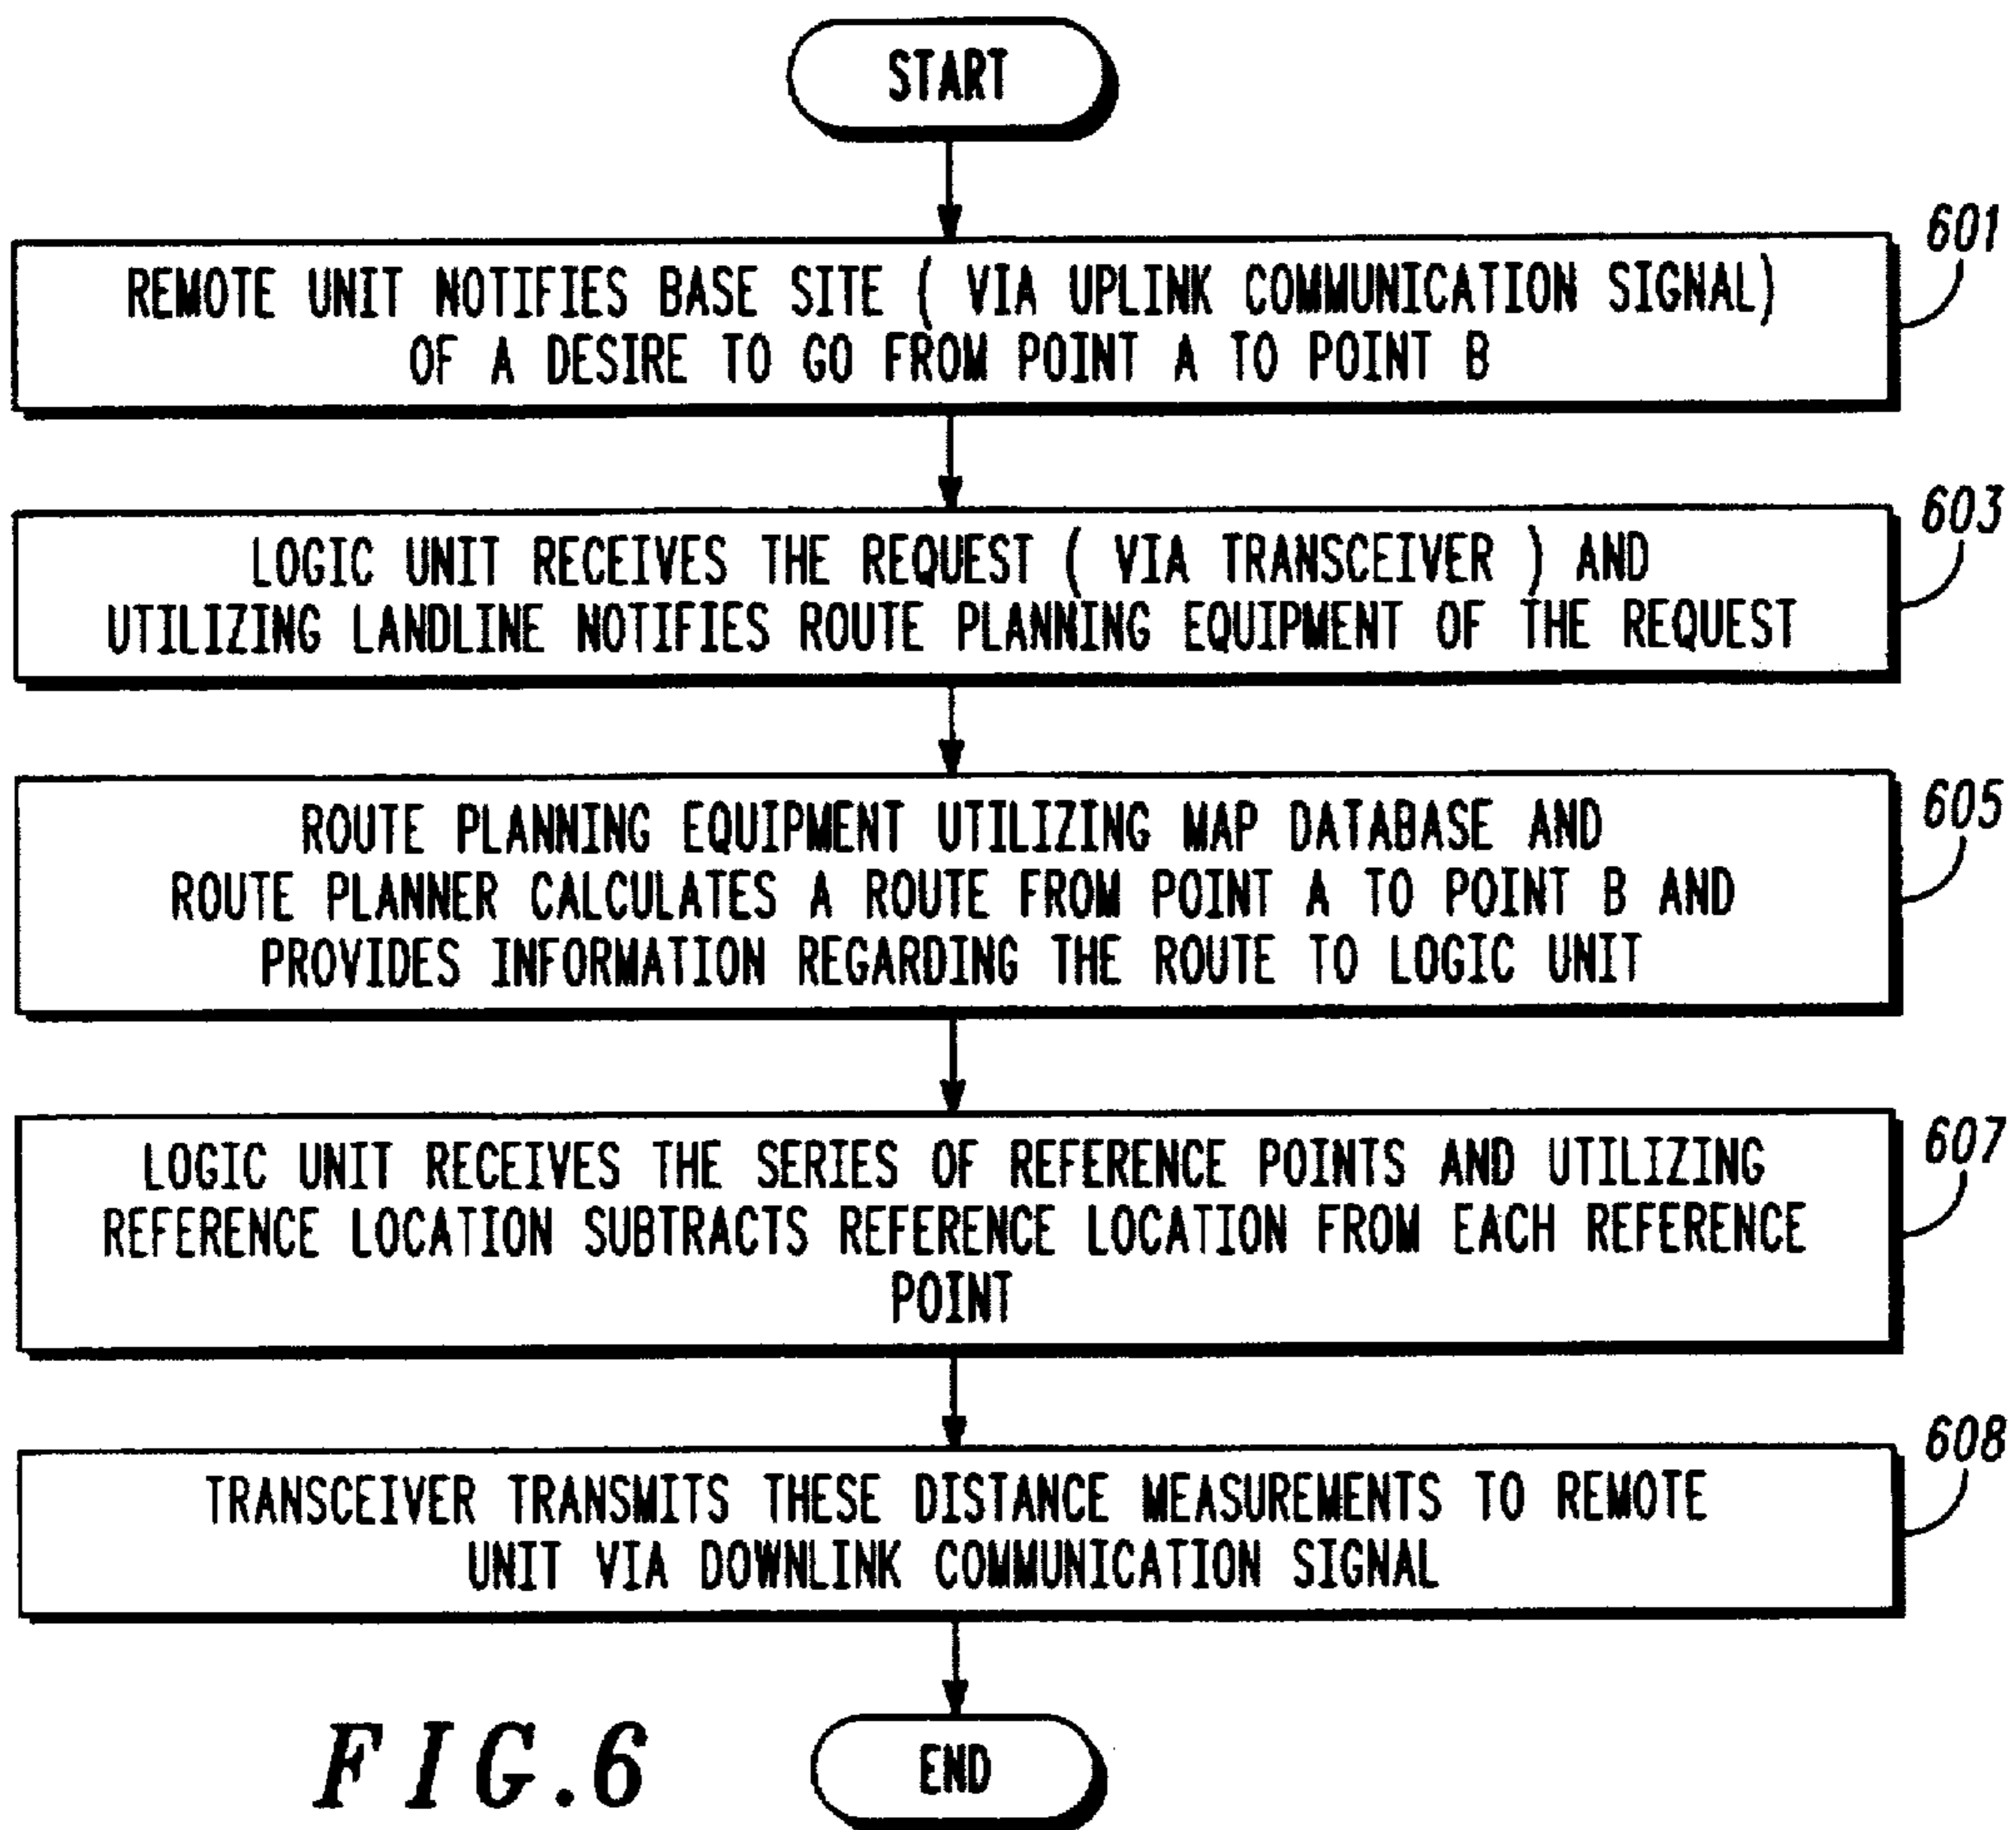 START
601
REMOTE UNIT NOTIFIES BASE SITE ( VIA UPLINK COMMUNICATION SIGNAL)
OF A DESIRE TO GO FROM POINT A TO POINT B
603
LOGIC UNIT RECEIVES THE REQUEST ( VIA TRANSCEIVER ) AND
UTILIZING LANDLINE NOTIFIES ROUTE PLANNING EQUIPMENT OF THE REQUEST
605
ROUTE PLANNING EQUIPMENT UTILIZING MAP DATABASE AND
ROUTE PLANNER CALCULATES A ROUTE FROM POINT A TO POINT B AND
PROVIDES INFORMATION REGARDING THE ROUTE TO LOGIC UNIT
607
LOGIC UNIT RECEIVES THE SERIES OF REFERENCE POINTS AND UTILIZING
REFERENCE LOCATION SUBTRACTS REFERENCE LOCATION FROM EACH REFERENCE
POINT
608
TRANSCEIVER TRANSMITS THESE DISTANCE MEASUREMENTS TO REMOTE
UNIT VIA DOWNLINK COMMUNICATION SIGNAL
END
FIG.6